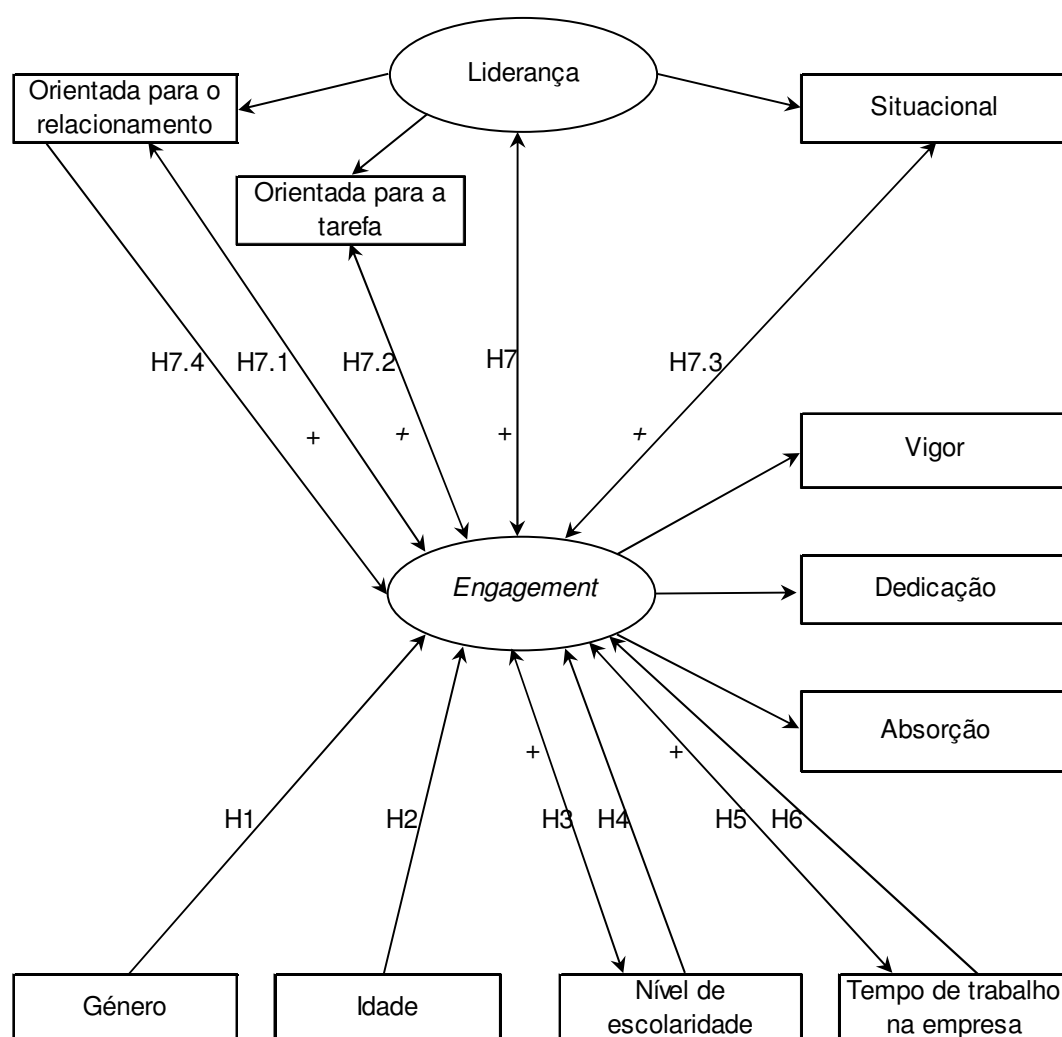 Liderança
Orientada para o
relacionamento
Situacional
Orientada para a
tarefa
H7.4
H7.1
H7.2
H7
H7.3
+
+
+
+
Vigor
Engagement
Dedicação
Absorção
+
+
H1
H2
H3
H4
H5
H6
Género
Idade
Nível de
escolaridade
Tempo de trabalho
na empresa